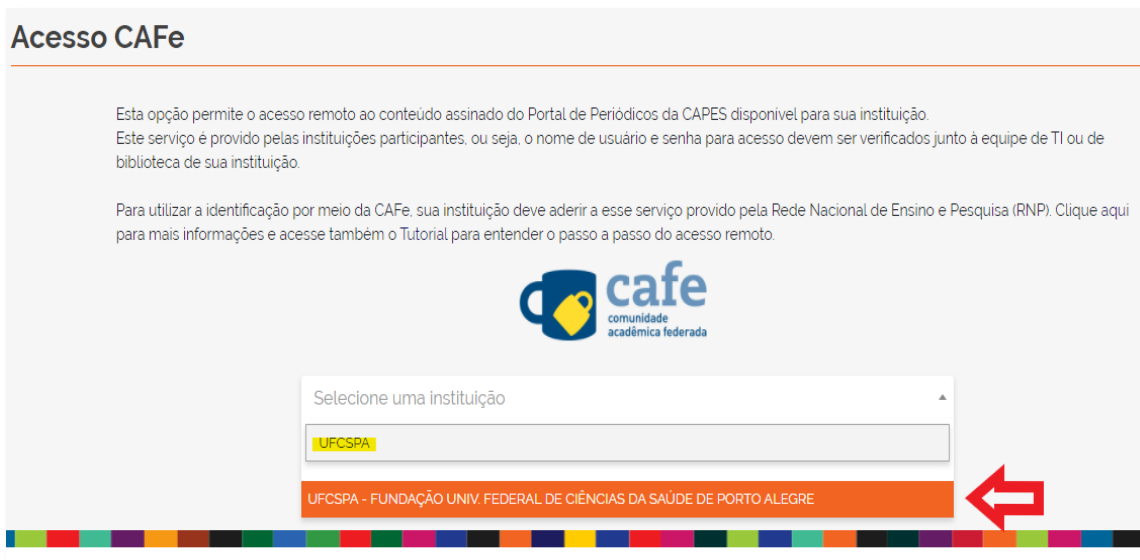 Acesso CAFe
Esta opção permite o acesso remoto ao conteúdo assinado do Portal de Periódicos da CAPES disponível para sua instituição.
Este serviço é provido pelas instituições participantes, ou seja, o nome de usuário e senha para acesso devem ser verificados junto à equipe de TI ou de
biblioteca de sua instituição.
Para utilizar a identificação por meio da CAFe, sua instituição deve aderir a esse serviço provido pela Rede Nacional de Ensino e Pesquisa (RNP). Clique aqui
para mais informações e acesse também o Tutorial para entender o passo a passo do acesso remoto.
cafe
comunidade
acadêmica federada
Selecione uma instituição
UFCSPA
UFCSPA - FUNDAÇÃO UNIV. FEDERAL DE CIÊNCIAS DA SAÚDE DE PORTO ALEGRE